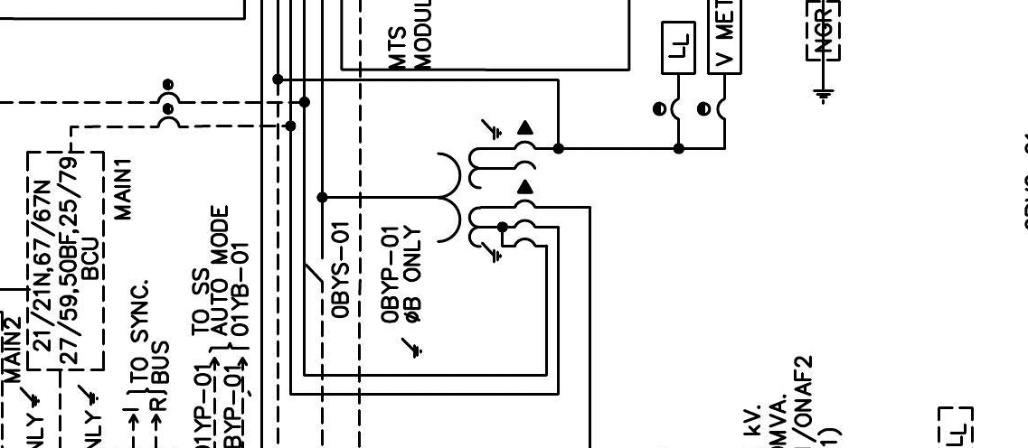 MTS
MODUL
LL
V MET
NGR
21/21N,67/67N
27/59,50BF,25/79
BCU
MAIN1
MAIN2
TO SYNC.
BUS
I
R
TO SS
AUTO MODE
01YB-01
01YP-01
BYP-01
NLY
NLY
0BYS-01
0BYP-01
ØB ONLY
kV.
MVA.
/ONAF2
1)
LL